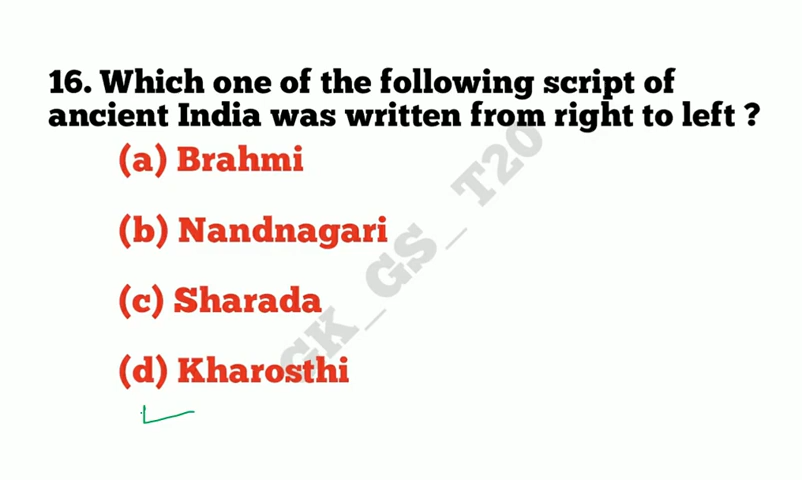 16. Which one of the following script of
ancient India was written from right to left ?
(a) Brahmi
(b) Nandnagari
(c) Sharada
(d) Kharosthi
GK_GS_T20